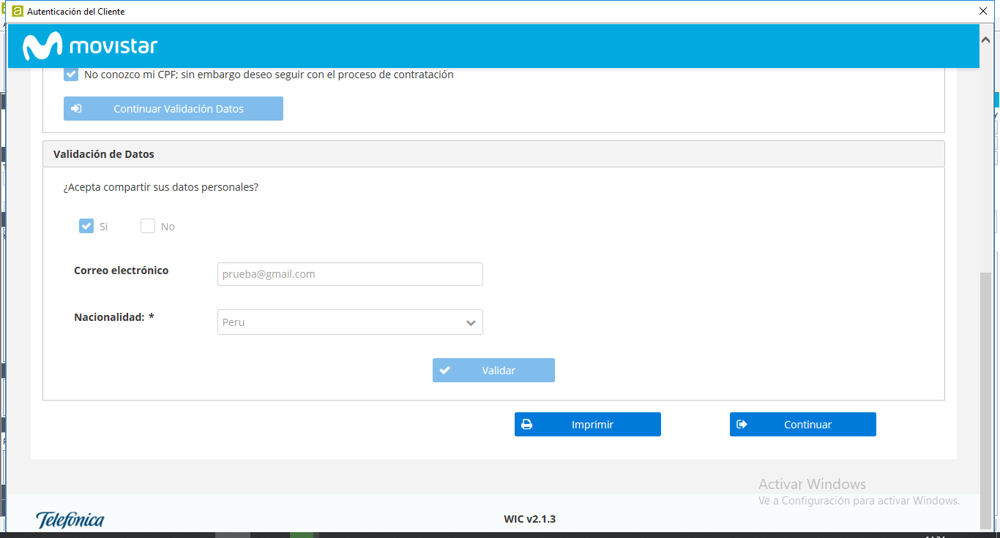 Autenticación del Cliente
movistar
No conozco mi CPF; sin embargo deseo seguir con el proceso de contratación
Continuar Validación Datos
Validación de Datos
¿Acepta compartir sus datos personales?
Si No
Correo electrónico prueba@gmail.com
Nacionalidad: * Peru
Validar
Imprimir Continuar
Activar Windows
Ve a Configuración para activar Windows.
Telefónica WIC v2.1.3